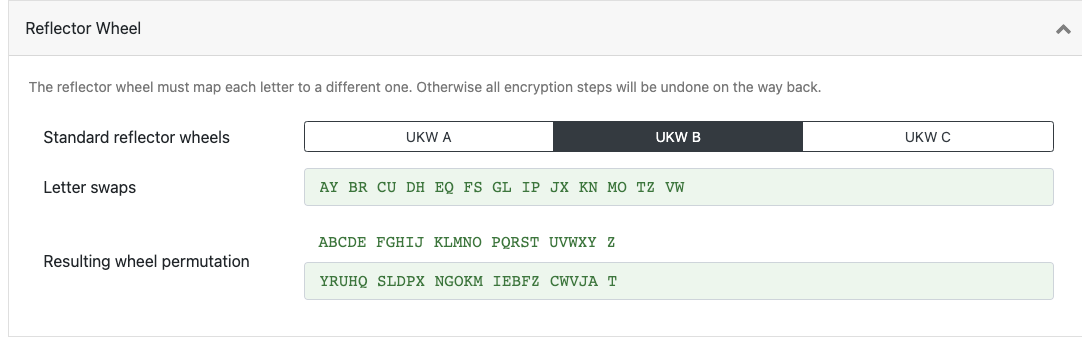 Reflector Wheel
The reflector wheel must map each letter to a different one. Otherwise all encryption steps will be undone on the way back.
Standard reflector wheels UKW A UKW B UKW C
Letter swaps AY BR CU DH EQ FS GL IP JX KN MO TZ VW
ABCDE FGHIJ KLMNO PQRST UVWXY Z
Resulting wheel permutation
YRUHQ SLDPX NGOKM IEBFZ CWVJA T